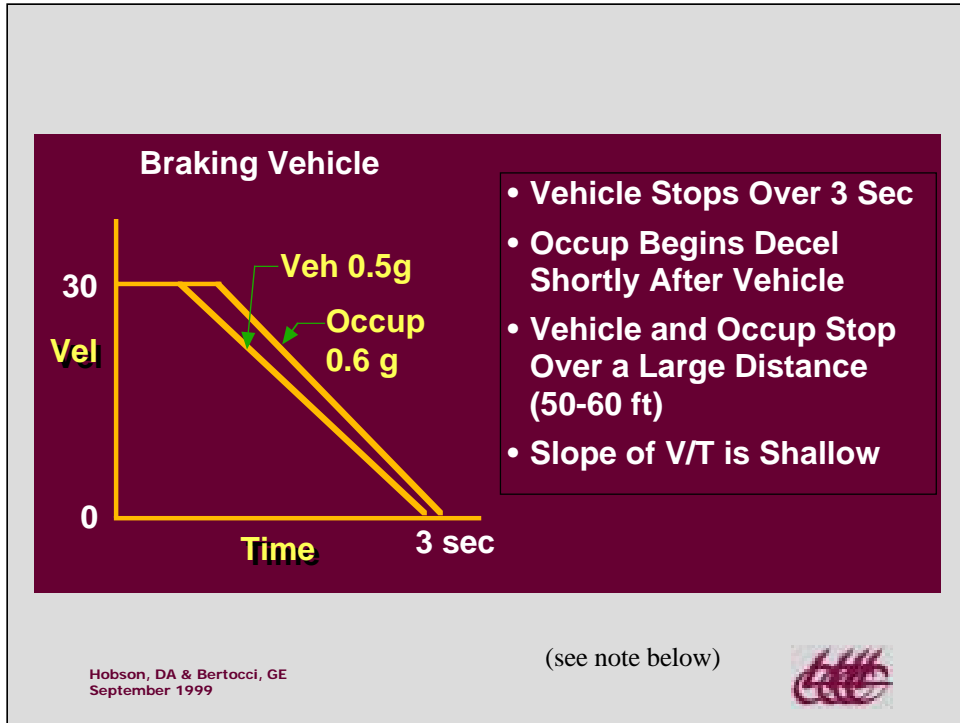 Braking Vehicle
30
Vel
0
Time
3 sec
Veh 0.5g
Occup
0.6 g
• Vehicle Stops Over 3 Sec
• Occup Begins Decel
Shortly After Vehicle
• Vehicle and Occup Stop
Over a Large Distance
(50-60 ft)
• Slope of V/T is Shallow
(see note below)
Hobson, DA & Bertocci, GE
September 1999